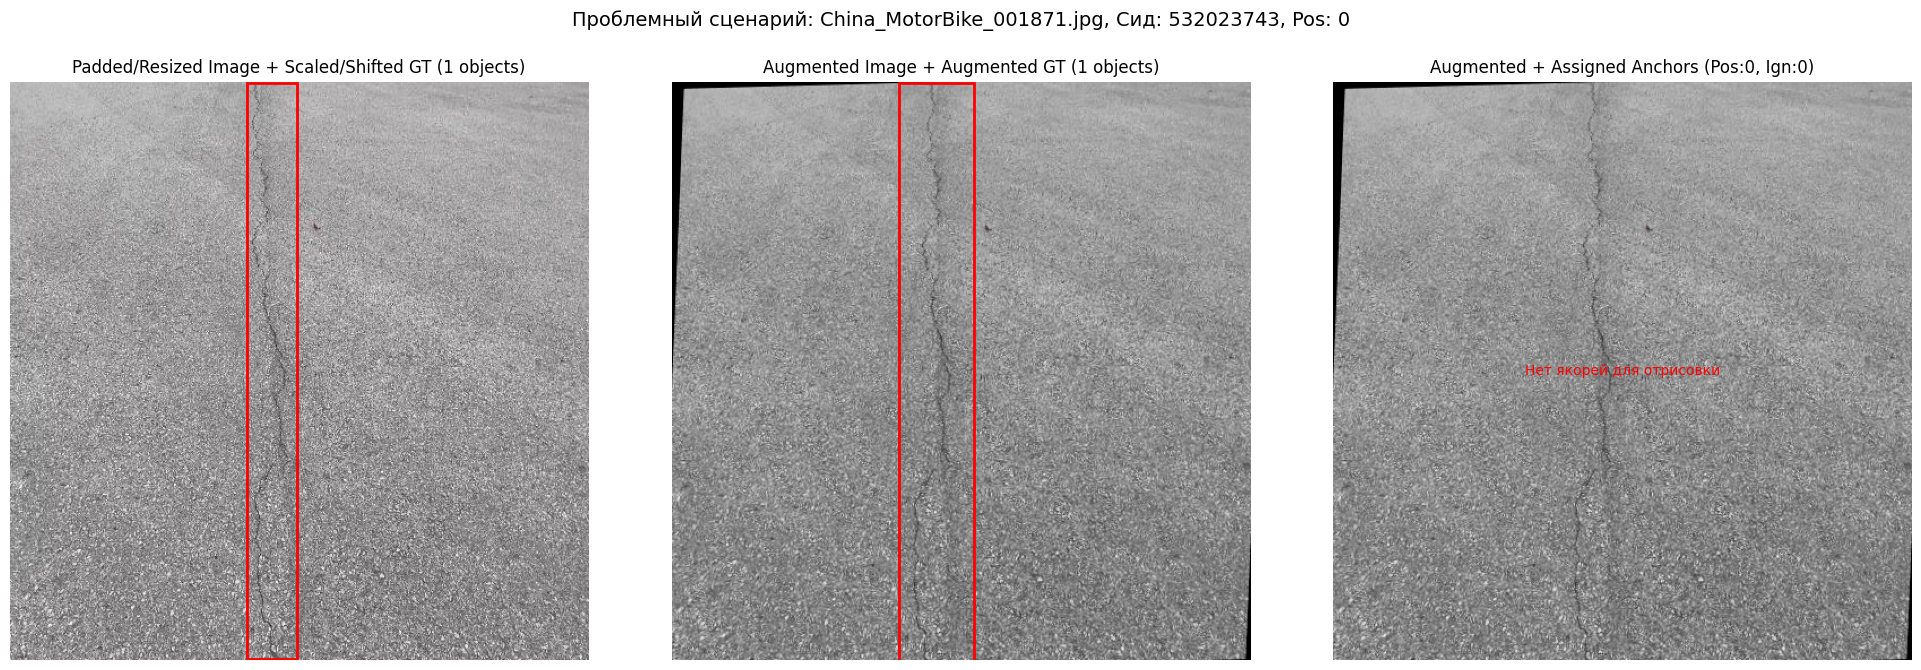 Проблемный сценарий: China_MotorBike_001871.jpg, Сид: 532023743, Pos: 0
Padded/Resized Image + Scaled/Shifted GT (1 objects)
Augmented Image + Augmented GT (1 objects)
Augmented + Assigned Anchors (Pos:0, Ign:0)
Нет якорей для отрисовки